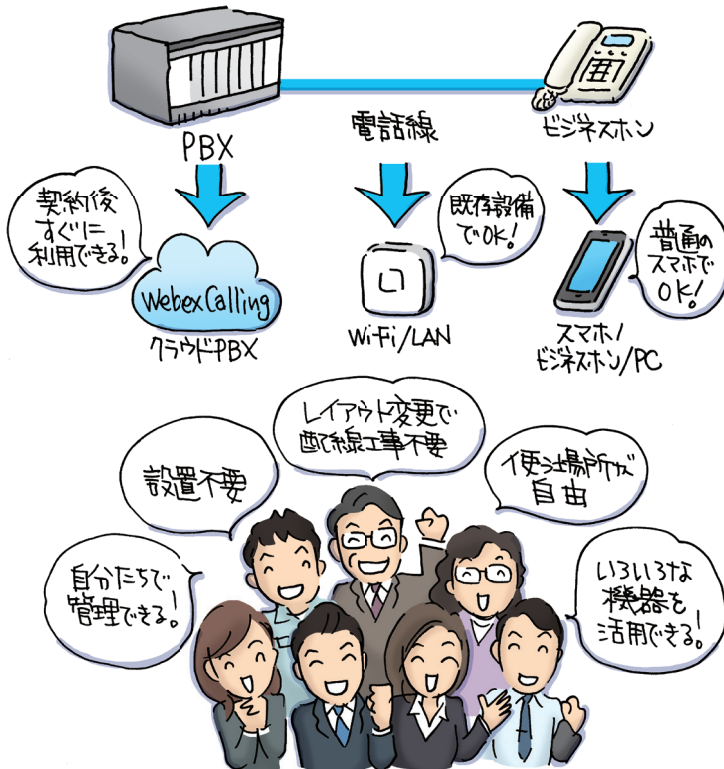 PBX
電話線
ビジネスホン
契約後
すぐに
利用できる!
Webex Calling
クラウドPBX
既存設備
でOK!
Wi-Fi/LAN
普通の
スマホで
OK!
スマホ/
ビジネスホン/PC
レイアウト変更で
配線工事不要
設置不要
使う場所が
自由
自分たちで
管理できる!
いろいろな
機器を
活用できる!